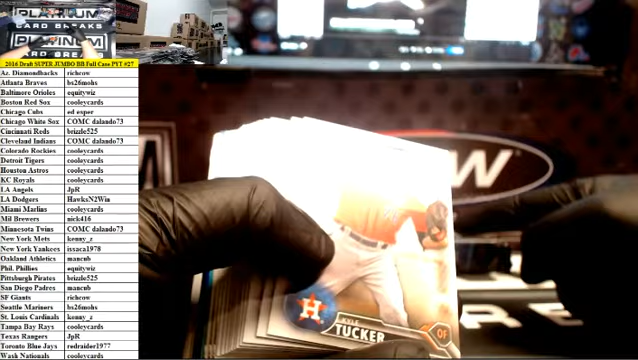 PLATINUM
CARD BREAKS
PLATINUM
CARD BREAKS
2016 Draft SUPER JUMBO BB Full Case PYT #27
Az. Diamondbacks richcow
Atlanta Braves bs26mohs
Baltimore Orioles equitywiz
Boston Red Sox cooleycards
Chicago Cubs ed esper
Chicago White Sox COMC dalando73
Cincinnati Reds brizzle525
Cleveland Indians COMC dalando73
Colorado Rockies cooleycards
Detroit Tigers cooleycards
Houston Astros cooleycards
KC Royals cooleycards
LA Angels JpR
LA Dodgers HawksN2Win
Miami Marlins cooleycards
Mil Brewers nick416
Minnesota Twins COMC dalando73
New York Mets kenny_z
New York Yankees issaca1978
Oakland Athletics mancub
Phil. Phillies equitywiz
Pittsburgh Pirates brizzle525
San Diego Padres mancub
SF Giants richcow
Seattle Mariners bs26mohs
St. Louis Cardinals kenny_z
Tampa Bay Rays cooleycards
Texas Rangers JpR
Toronto Blue Jays redraider1977
Wash Nationals cooleycards
H
KYLE
TUCKER
OF